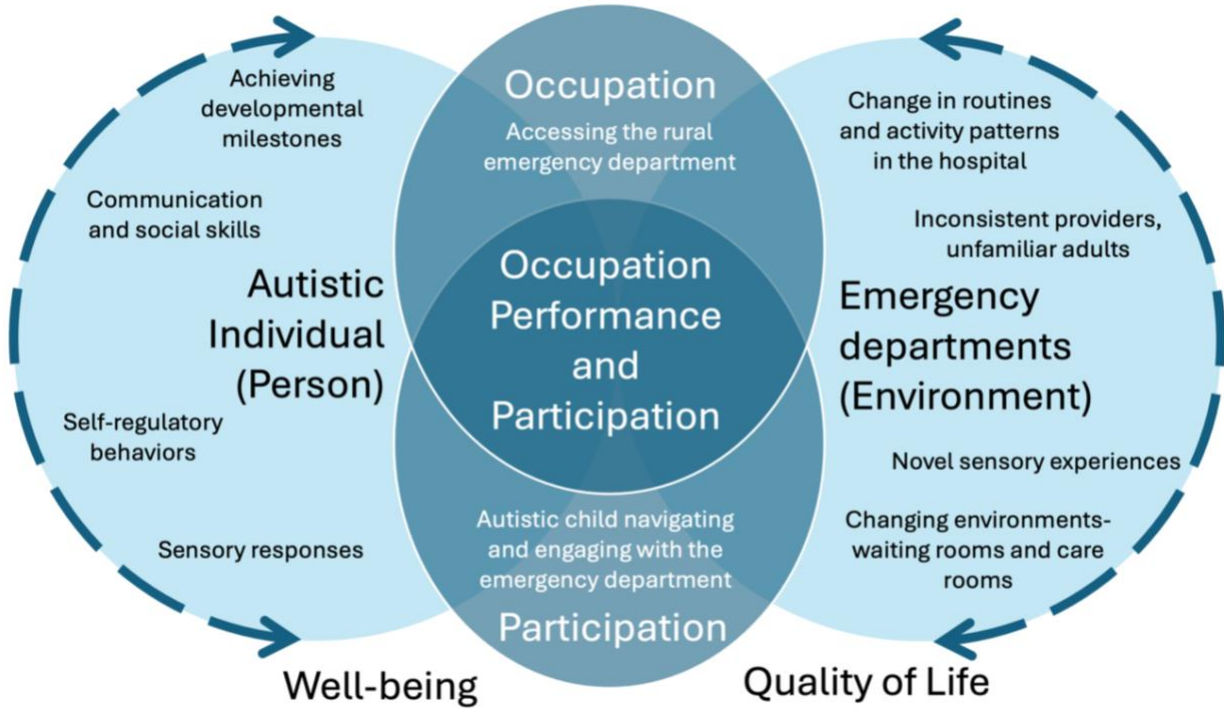 Achieving
developmental
milestones
Communication
and social skills
Autistic
Individual
(Person)
Self-regulatory
behaviors
Sensory responses
Well-being
Occupation
Accessing the rural
emergency department
Occupation
Performance
and
Participation
Autistic child navigating
and engaging with the
emergency department
Participation
Change in routines
and activity patterns
in the hospital
Inconsistent providers,
unfamiliar adults
Emergency
departments
(Environment)
Novel sensory experiences
Changing environments-
waiting rooms and care
rooms
Quality of Life